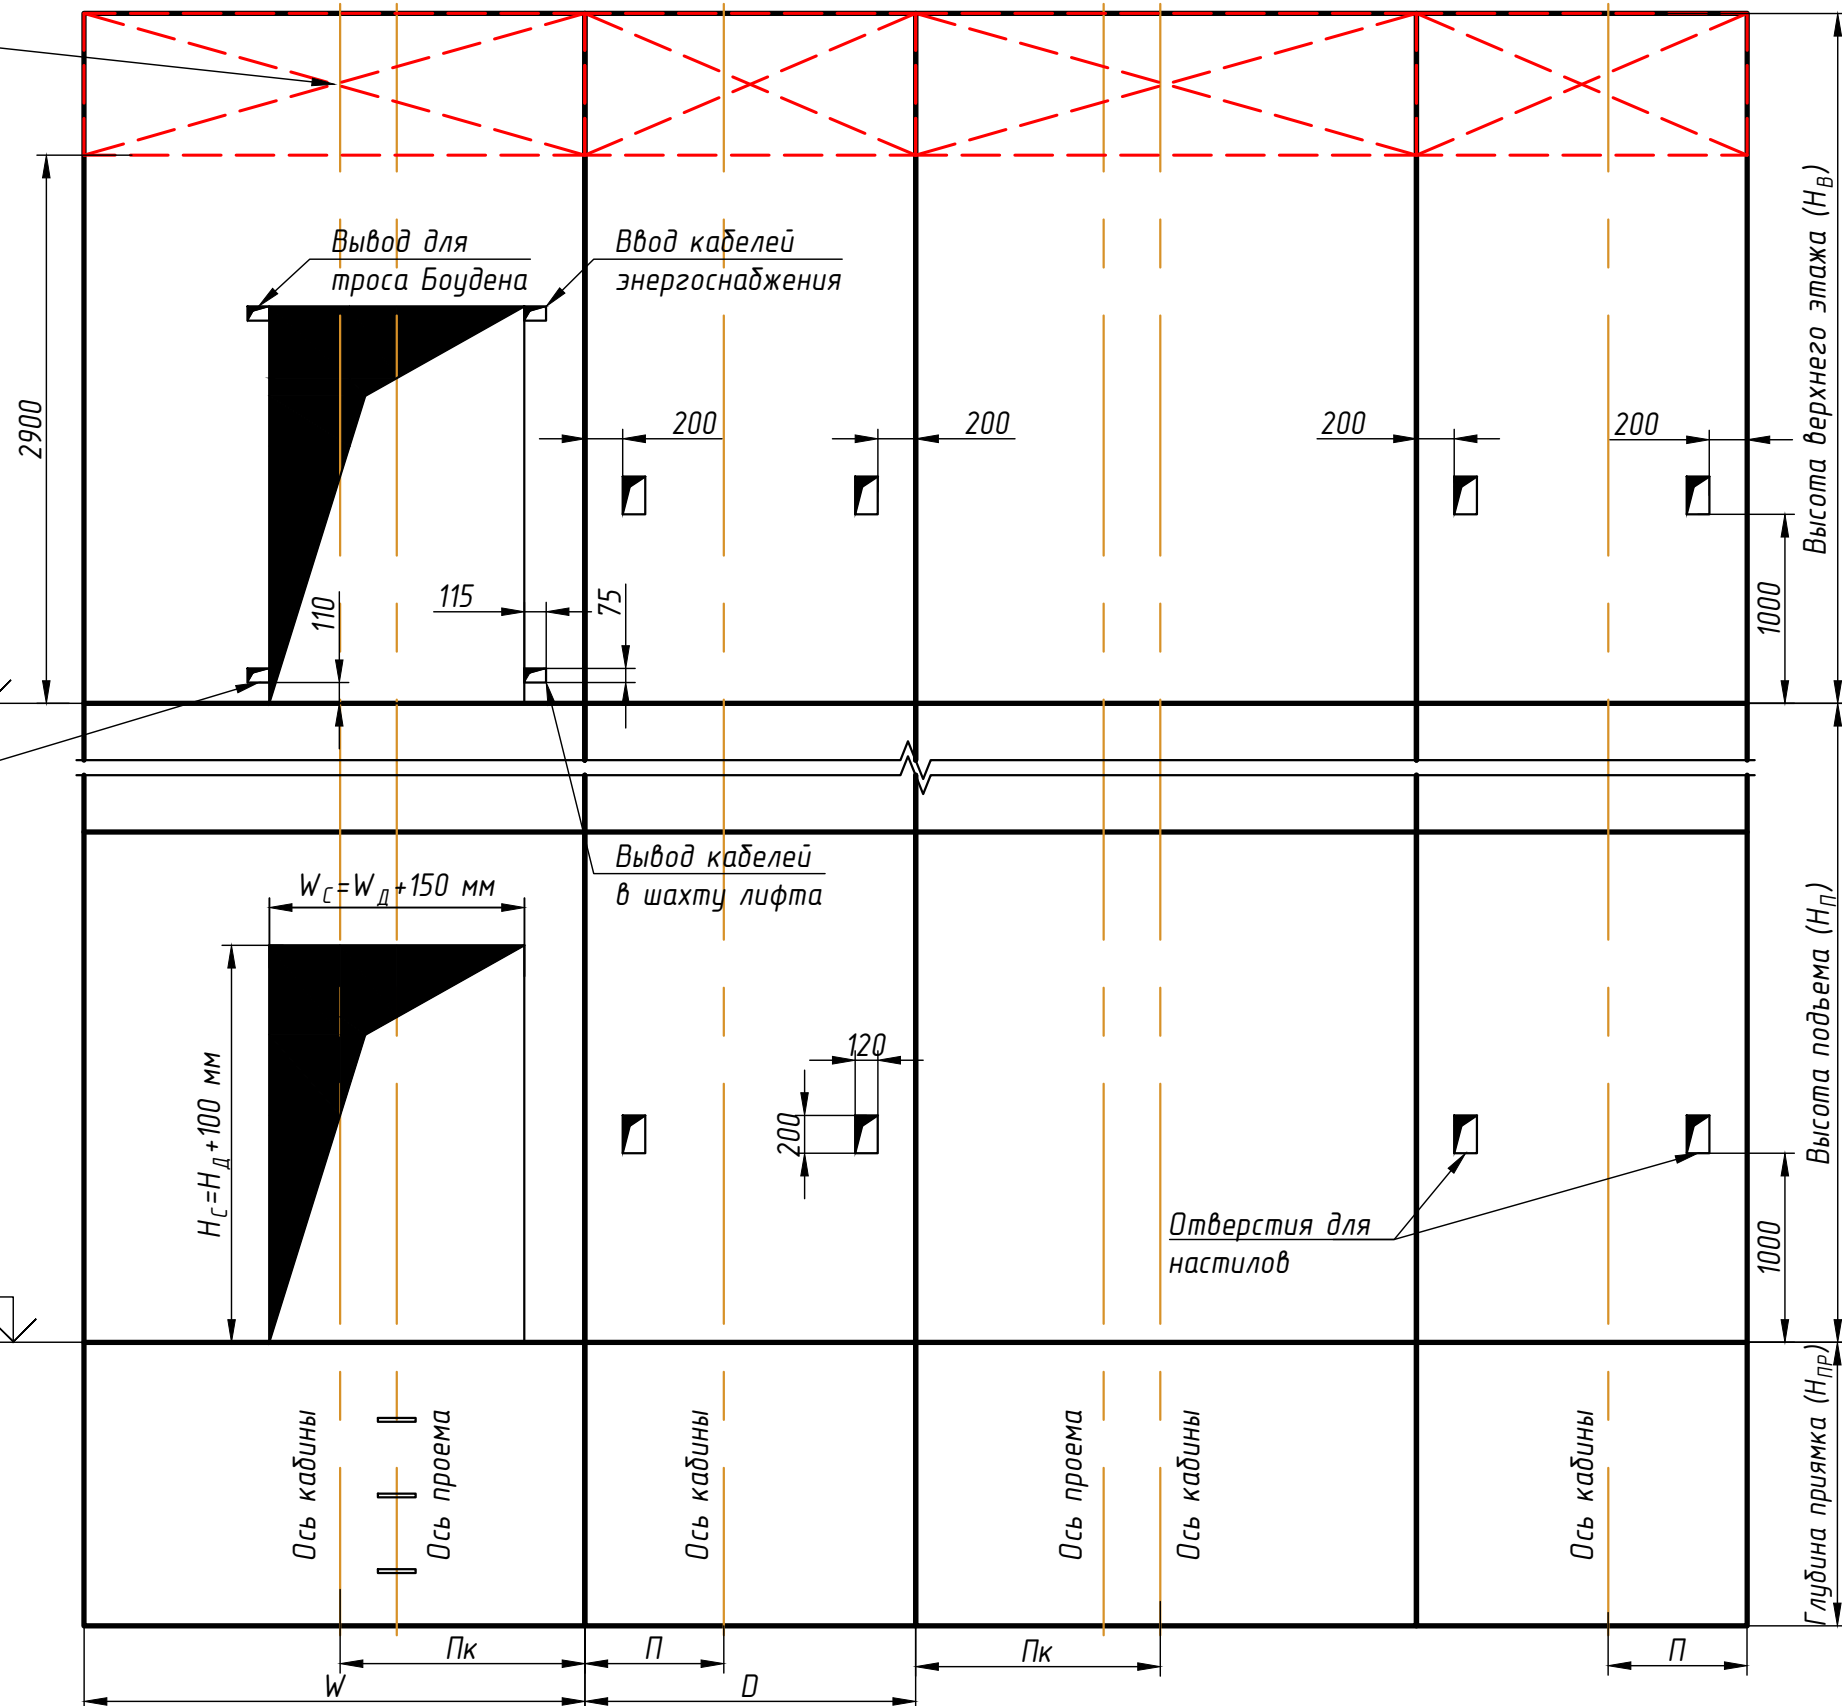 Вывод для
троса Боудена
Ввод кабелей
энергоснабжения
Высота верхнего этажа (HВ)
2900
200
200
200
200
110
115
75
1000
Вывод кабелей
в шахту лифта
WС=WД+150 мм
HС=HД+100 мм
120
200
Отверстия для
настилов
1000
Высота подъема (HП)
Ось кабины
Ось проема
Ось кабины
Ось проема
Ось кабины
Ось кабины
Глубина приямка (HПР)
Пк
П
Пк
П
W
D